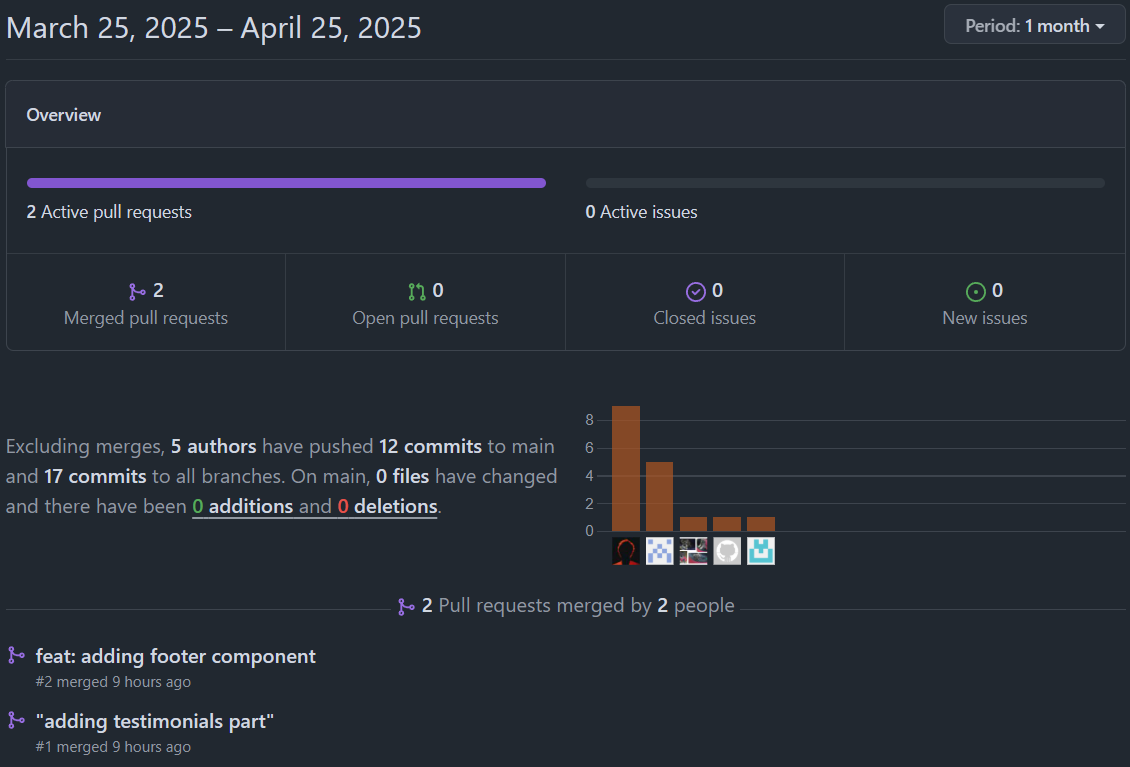 March 25, 2025 – April 25, 2025
Period: 1 month
Overview
2 Active pull requests
0 Active issues
2
Merged pull requests
0
Open pull requests
0
Closed issues
0
New issues
Excluding merges, 5 authors have pushed 12 commits to main
and 17 commits to all branches. On main, 0 files have changed
and there have been 0 additions and 0 deletions.
8
6
4
2
0
2 Pull requests merged by 2 people
feat: adding footer component
#2 merged 9 hours ago
"adding testimonials part"
#1 merged 9 hours ago